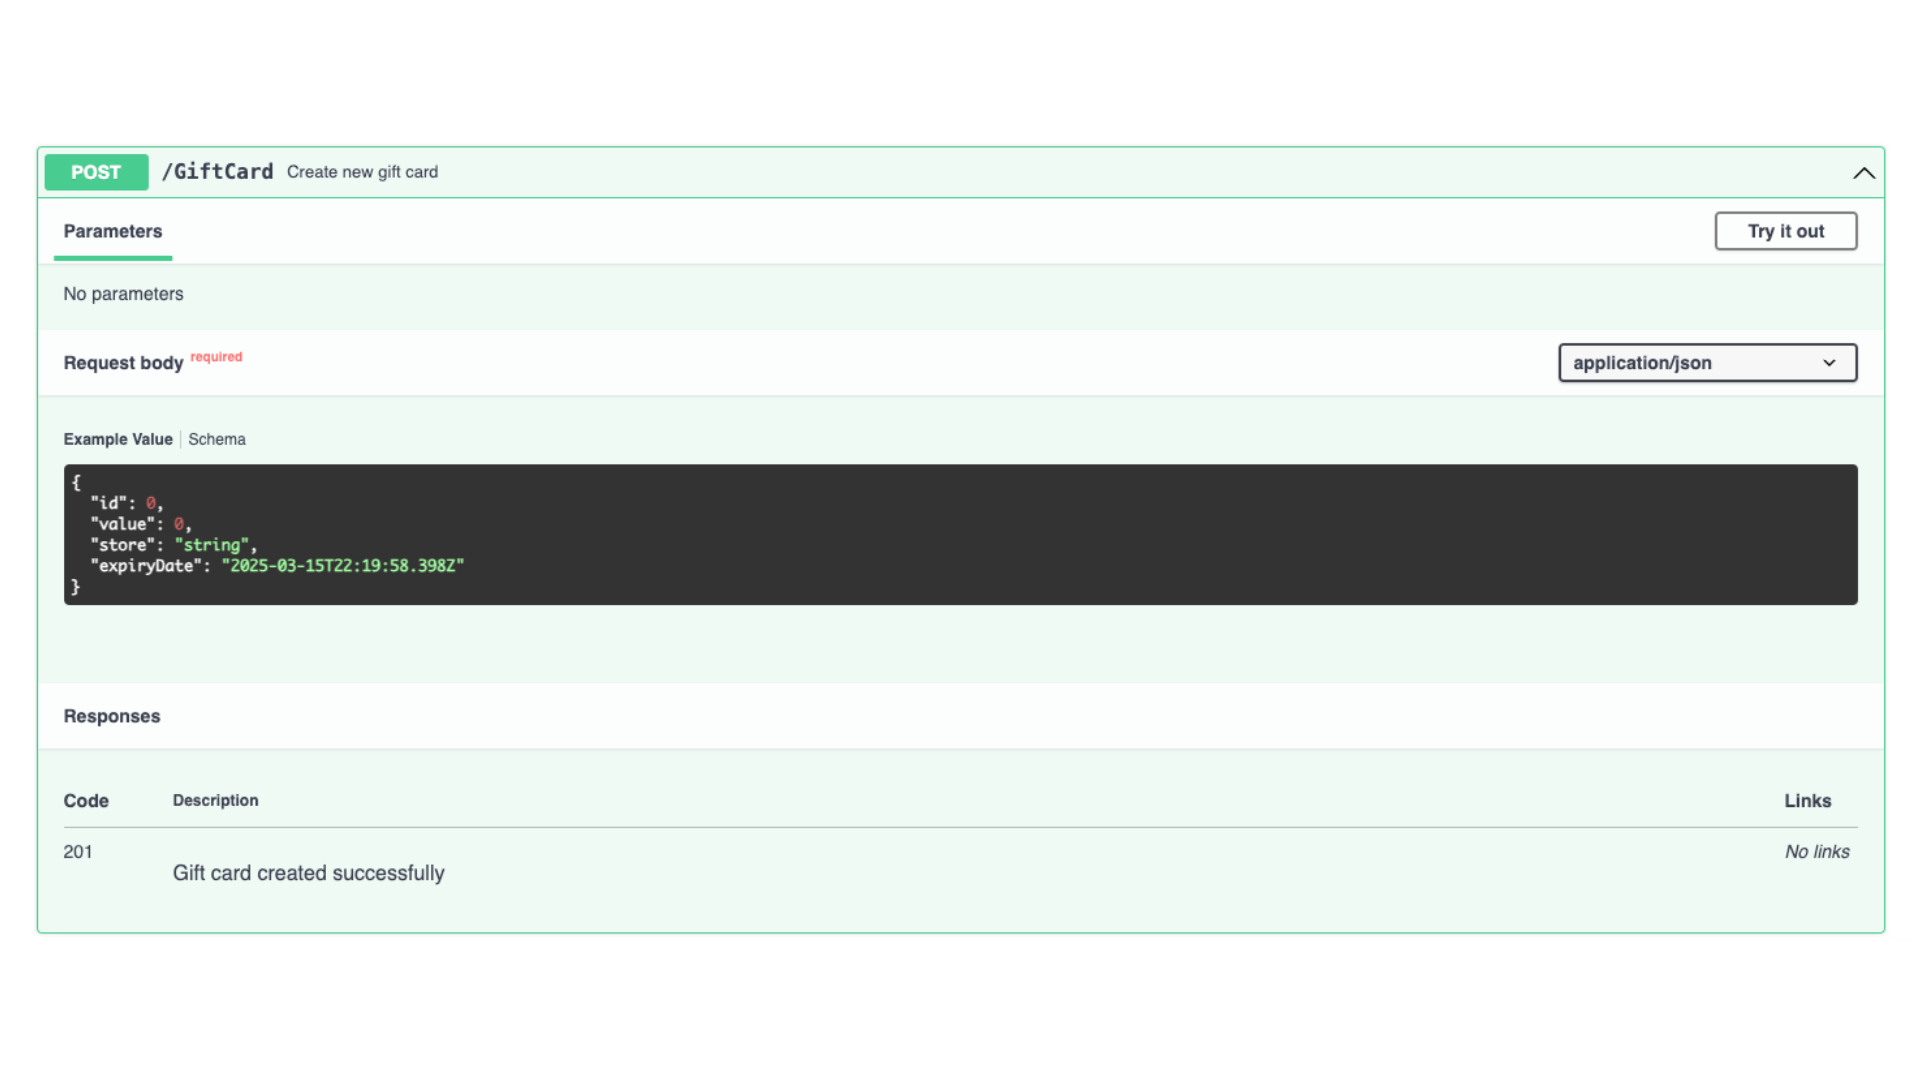 POST /GiftCard Create new gift card
Parameters Try it out
No parameters
Request body required application/json
Example Value Schema
{
  "id": 0,
  "value": 0,
  "store": "string",
  "expiryDate": "2025-03-15T22:19:58.398Z"
}
Responses
Code Description Links
201 No links
Gift card created successfully